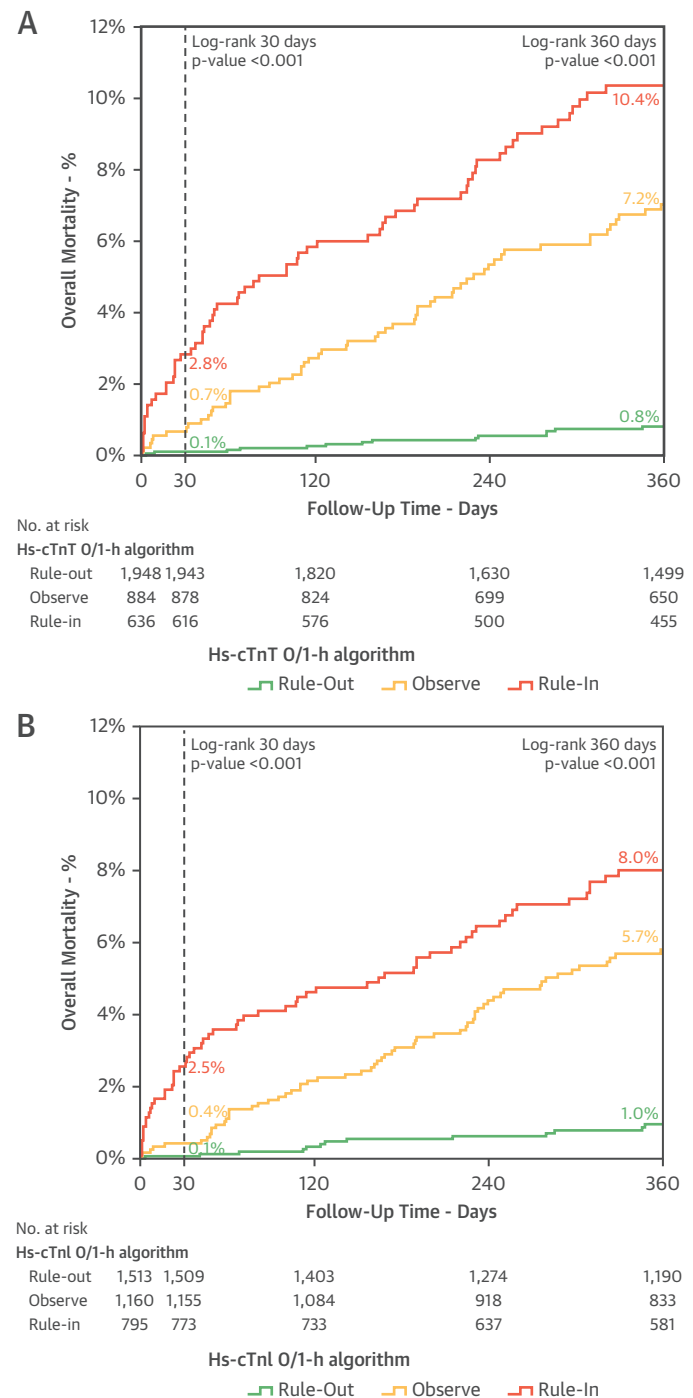 A
12%
10%
8%
6%
4%
2%
0%
Overall Mortality - %
Log-rank 30 days
p-value <0.001
Log-rank 360 days
p-value <0.001
10.4%
7.2%
2.8%
0.7%
0.1%
0.8%
0 30 120 240 360
Follow-Up Time - Days
No. at risk
Hs-cTnT 0/1-h algorithm
Rule-out 1,948 1,943 1,820 1,630 1,499
Observe 884 878 824 699 650
Rule-in 636 616 576 500 455
Hs-cTnT 0/1-h algorithm
Rule-Out Observe Rule-In
B
12%
10%
8%
6%
4%
2%
0%
Overall Mortality - %
Log-rank 30 days
p-value <0.001
Log-rank 360 days
p-value <0.001
8.0%
5.7%
2.5%
0.4%
0.1%
1.0%
0 30 120 240 360
Follow-Up Time - Days
No. at risk
Hs-cTnl 0/1-h algorithm
Rule-out 1,513 1,509 1,403 1,274 1,190
Observe 1,160 1,155 1,084 918 833
Rule-in 795 773 733 637 581
Hs-cTnl 0/1-h algorithm
Rule-Out Observe Rule-In